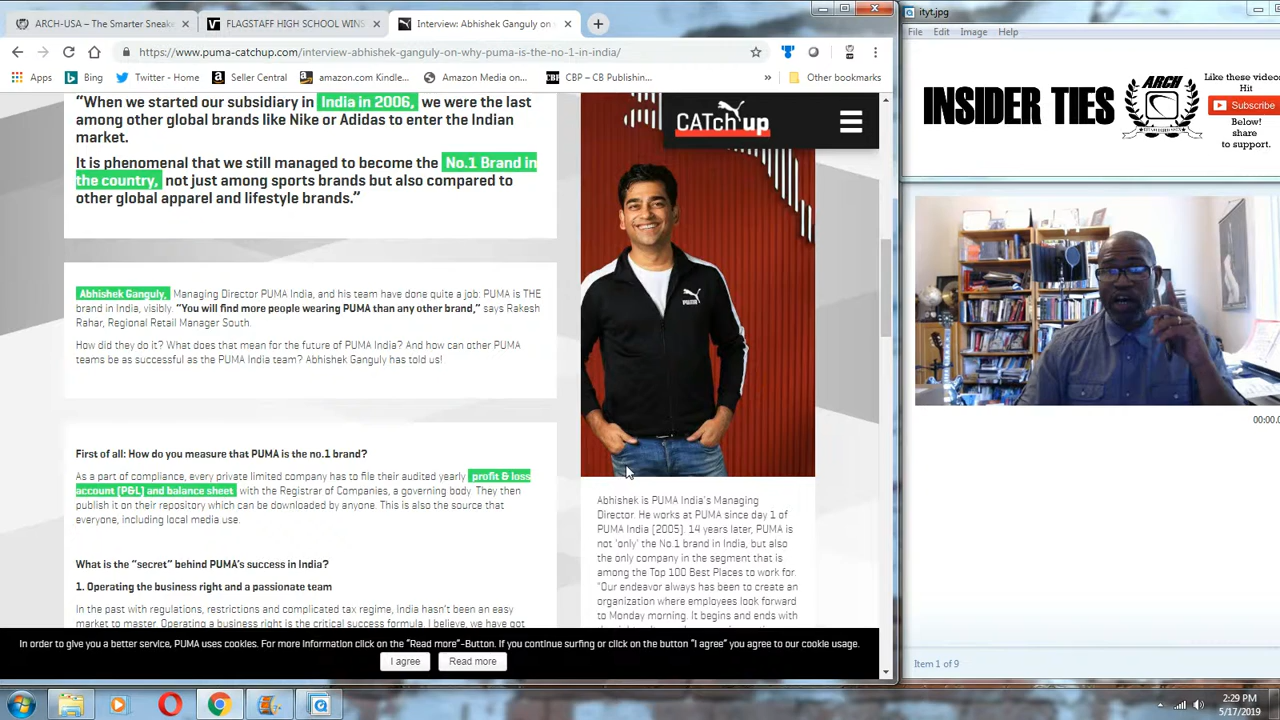 ARCH-USA – The Smarter Sneake
FLAGSTAFF HIGH SCHOOL WINS
Interview: Abhishek Ganguly on
https://www.puma-catchup.com/interview-abhishek-ganguly-on-why-puma-is-the-no-1-in-india/
Apps
Bing
Twitter - Home
Seller Central
amazon.com Kindle...
Amazon Media on...
CBP – CB Publishin...
»
Other bookmarks
“When we started our subsidiary in India in 2006, we were the last
among other global brands like Nike or Adidas to enter the Indian
market.
It is phenomenal that we still managed to become the No.1 Brand in
the country, not just among sports brands but also compared to
other global apparel and lifestyle brands.”
CATch up
Abhishek Ganguly, Managing Director PUMA India, and his team have done quite a job: PUMA is THE
brand in India, visibly. “You will find more people wearing PUMA than any other brand,” says Rakesh
Rahar, Regional Retail Manager South.
How did they do it? What does that mean for the future of PUMA India? And how can other PUMA
teams be as successful as the PUMA India team? Abhishek Ganguly has told us!
First of all: How do you measure that PUMA is the no.1 brand?
As a part of compliance, every private limited company has to file their audited yearly profit & loss
account [P&L] and balance sheet with the Registrar of Companies, a governing body. They then
publish it on their repository which can be downloaded by anyone. This is also the source that
everyone, including local media use.
What is the “secret” behind PUMA’s success in India?
1. Operating the business right and a passionate team
In the past with regulations, restrictions and complicated tax regime, India hasn’t been an easy
market to master. Operating a business right is the critical success formula. I believe, we have got
PUMA
Abhishek is PUMA India’s Managing
Director. He works at PUMA since day 1 of
PUMA India [2005]. 14 years later, PUMA is
not ‘only’ the No.1 brand in India, but also
the only company in the segment that is
among the Top 100 Best Places to work for.
“Our endeavor always has been to create an
organization where employees look forward
to Monday morning. It begins and ends with
In order to give you a better service, PUMA uses cookies. For more Information click on the “Read more”-Button. If you continue surfing or click on the button “I agree” you agree to our cookie usage.
I agree
Read more
ityt.jpg
File
Edit
Image
Help
INSIDER TIES
ARCH
Like these videos
Hit
Subscribe
Below!
share
to support.
00:00.0
Item 1 of 9
2:29 PM
5/17/2019